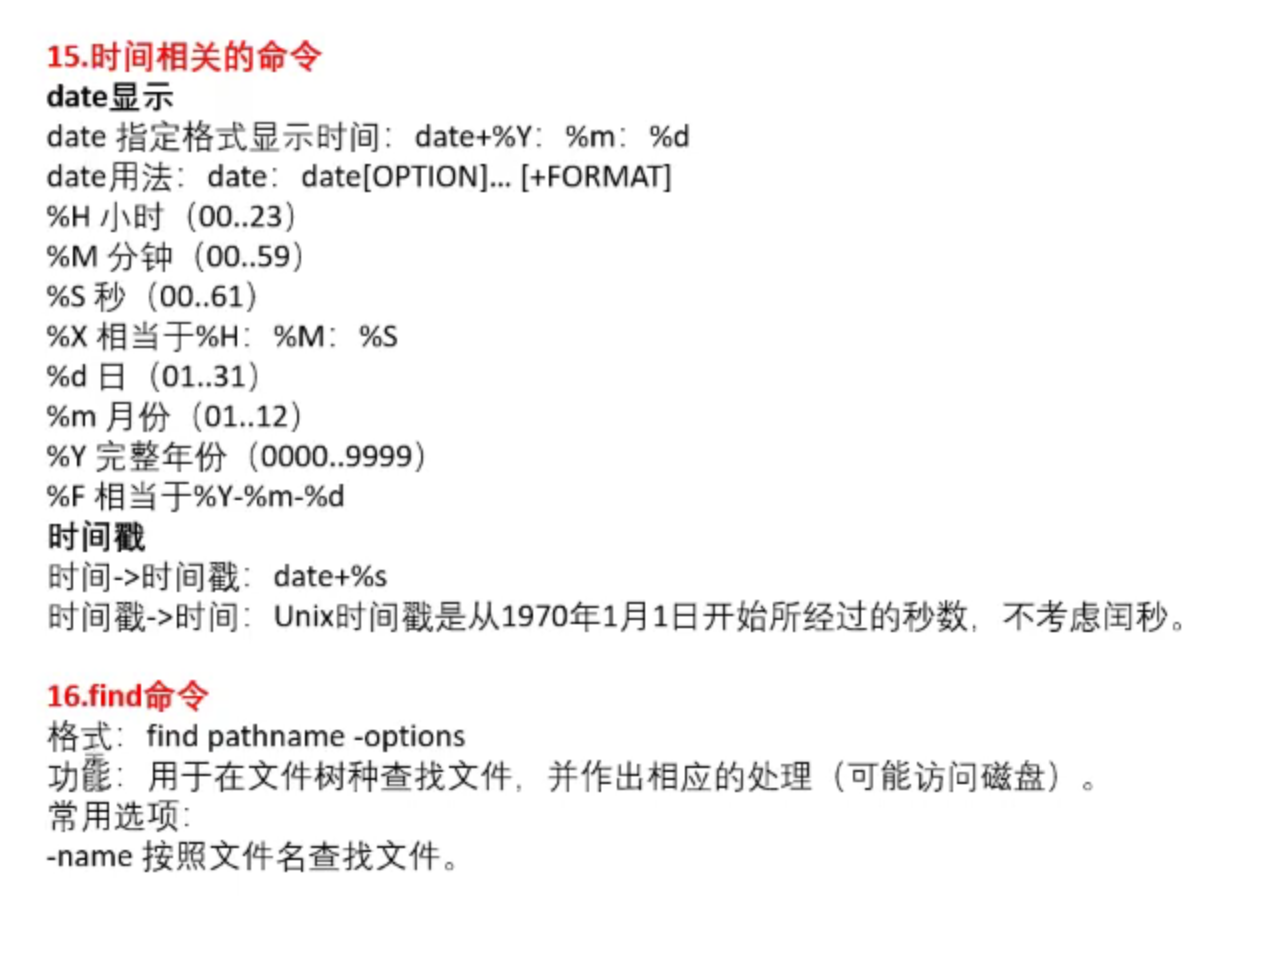 15.时间相关的命令
date显示
date 指定格式显示时间：date+%Y：%m：%d
date用法：date：date[OPTION]... [+FORMAT]
%H 小时（00..23）
%M 分钟（00..59）
%S 秒（00..61）
%X 相当于%H：%M：%S
%d 日（01..31）
%m 月份（01..12）
%Y 完整年份（0000..9999）
%F 相当于%Y-%m-%d
时间戳
时间->时间戳：date+%s
时间戳->时间：Unix时间戳是从1970年1月1日开始所经过的秒数，不考虑闰秒。
16.find命令
格式：find pathname -options
功能：用于在文件树种查找文件，并作出相应的处理（可能访问磁盘）。
常用选项：
-name 按照文件名查找文件。